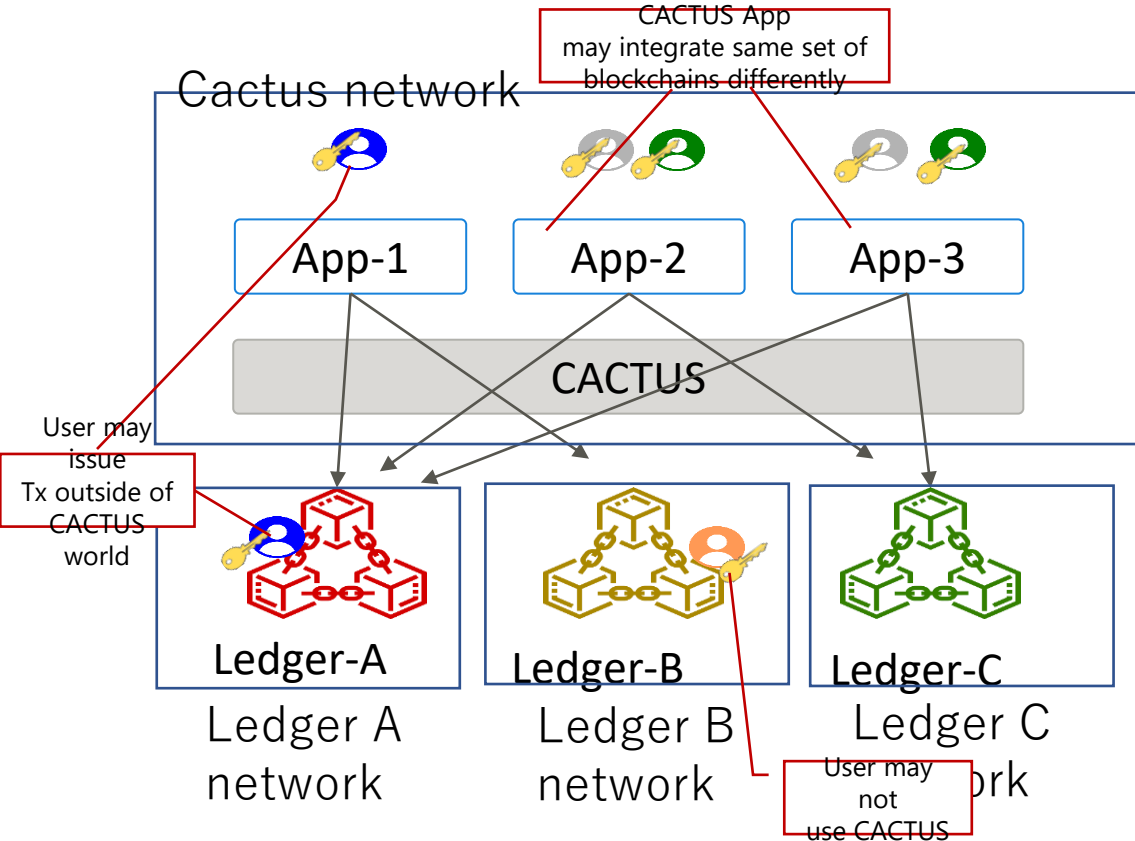 CACTUS App
may integrate same set of
blockchains differently
Cactus network
App-1
App-2
App-3
CACTUS
User may
issue
Tx outside of
CACTUS
world
Ledger-A
Ledger-B
Ledger-C
Ledger A
network
Ledger B
network
Ledger C
User may
not
use CACTUS